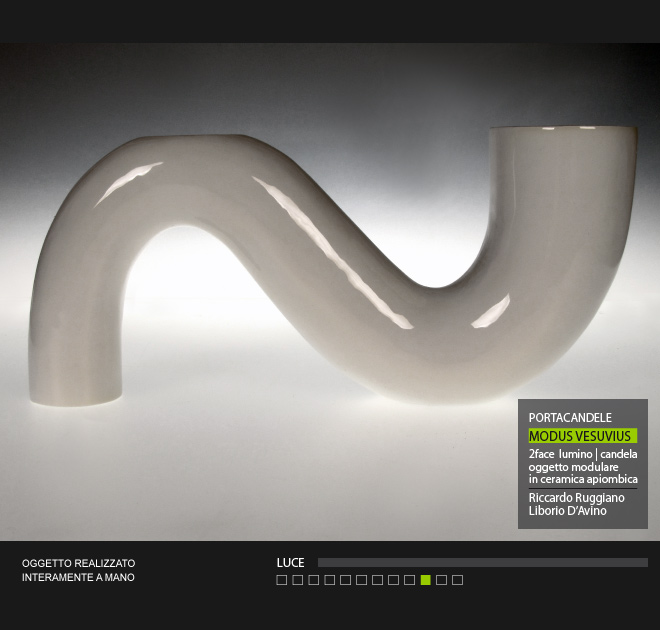 PORTACANDELE
MODUS VESUVIUS
2face lumino | candela
oggetto modulare
in ceramica apiombica
Riccardo Ruggiano
Liborio D'Avino
OGGETTO REALIZZATO
INTERAMENTE A MANO
LUCE